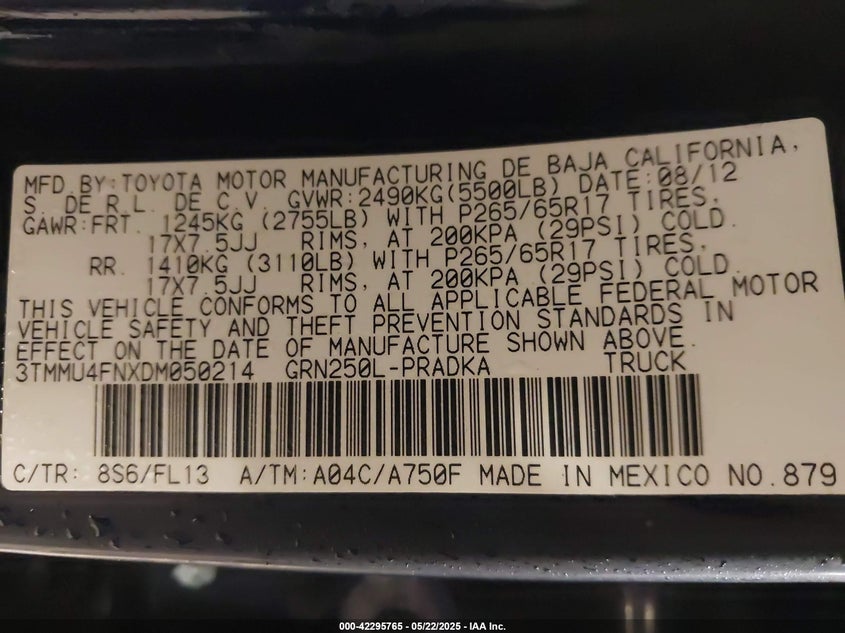 MFD. BY: TOYOTA MOTOR MANUFACTURING DE BAJA CALIFORNIA,
S. DE R.L. DE C.V. GVWR:2490KG(5500LB) DATE:08/12
GAWR:FRT. 1245KG (2755LB) WITH P265/65R17 TIRES,
17X7.5JJ RIMS, AT 200KPA (29PSI) COLD.
RR. 1410KG (3110LB) WITH P265/65R17 TIRES,
17X7.5JJ RIMS, AT 200KPA (29PSI) COLD.
THIS VEHICLE CONFORMS TO ALL APPLICABLE FEDERAL MOTOR
VEHICLE SAFETY AND THEFT PREVENTION STANDARDS IN
EFFECT ON THE DATE OF MANUFACTURE SHOWN ABOVE.
3TMMU4FNXDM050214 GRN250L-PRADKA TRUCK
C/TR: 8S6/FL13 A/TM:A04C/A750F MADE IN MEXICO NO.879
000-42295765 - 05/22/2025 - IAA Inc.